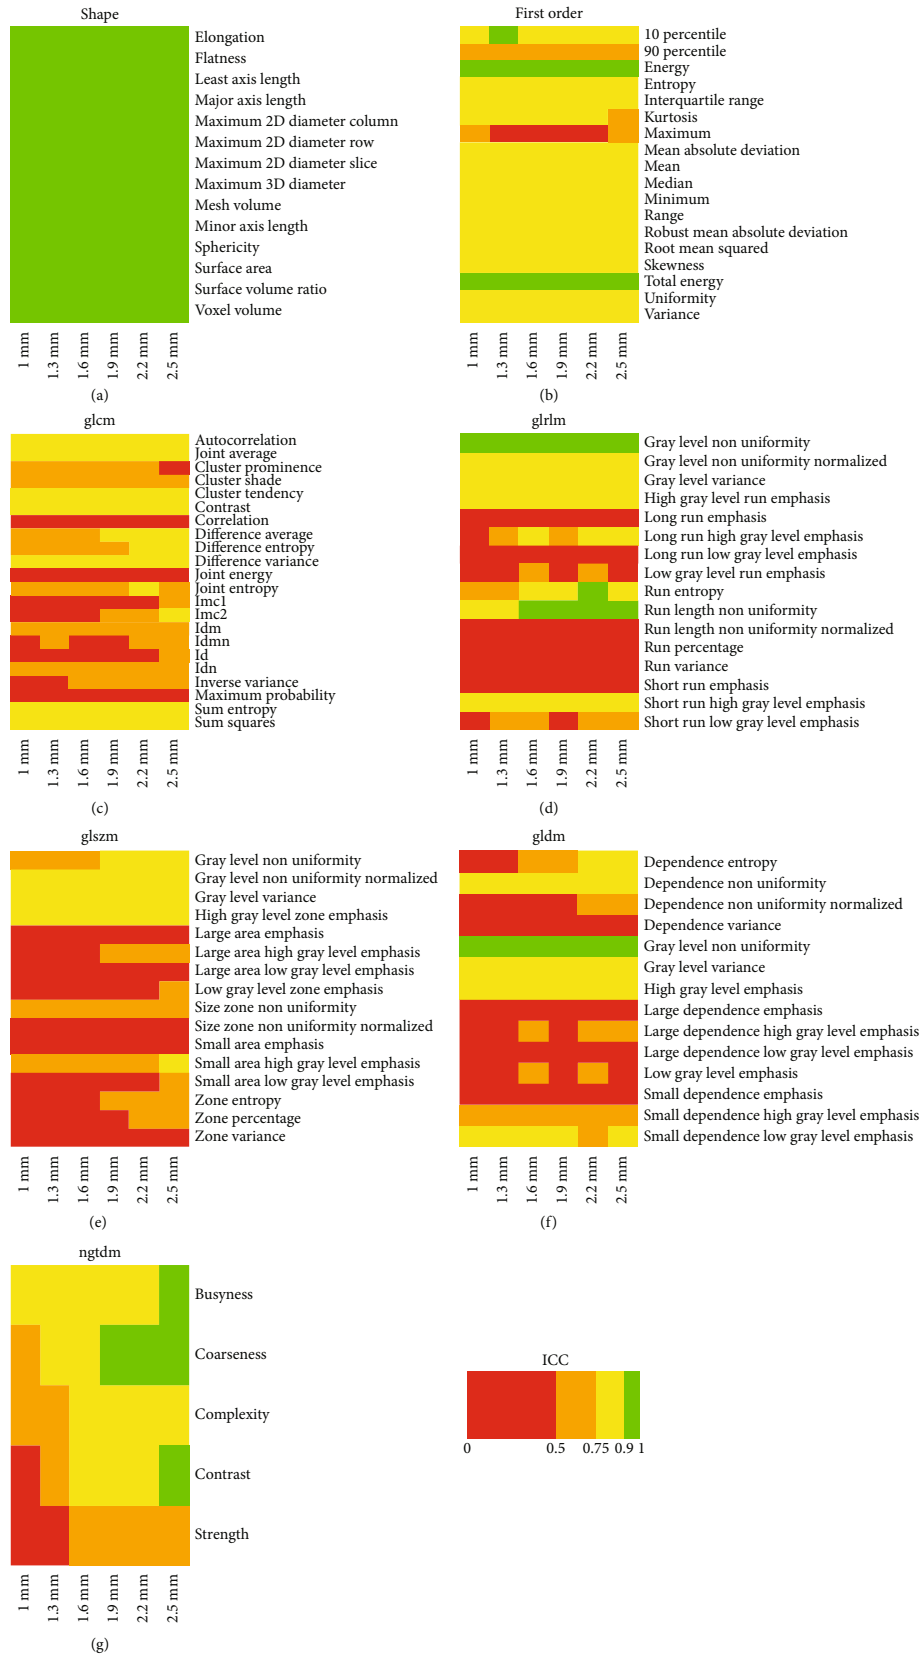 Shape
Elongation
Flatness
Least axis length
Major axis length
Maximum 2D diameter column
Maximum 2D diameter row
Maximum 2D diameter slice
Maximum 3D diameter
Mesh volume
Minor axis length
Sphericity
Surface area
Surface volume ratio
Voxel volume
1 mm
1.3 mm
1.6 mm
1.9 mm
2.2 mm
2.5 mm
(a)
First order
10 percentile
90 percentile
Energy
Entropy
Interquartile range
Kurtosis
Maximum
Mean absolute deviation
Mean
Median
Minimum
Range
Robust mean absolute deviation
Root mean squared
Skewness
Total energy
Uniformity
Variance
1 mm
1.3 mm
1.6 mm
1.9 mm
2.2 mm
2.5 mm
(b)
glcm
Autocorrelation
Joint average
Cluster prominence
Cluster shade
Cluster tendency
Contrast
Correlation
Difference average
Difference entropy
Difference variance
Joint energy
Joint entropy
Imc1
Imc2
Idm
Idmn
Id
Idn
Inverse variance
Maximum probability
Sum entropy
Sum squares
1 mm
1.3 mm
1.6 mm
1.9 mm
2.2 mm
2.5 mm
(c)
glrlm
Gray level non uniformity
Gray level non uniformity normalized
Gray level variance
High gray level run emphasis
Long run emphasis
Long run high gray level emphasis
Long run low gray level emphasis
Low gray level run emphasis
Run entropy
Run length non uniformity
Run length non uniformity normalized
Run percentage
Run variance
Short run emphasis
Short run high gray level emphasis
Short run low gray level emphasis
1 mm
1.3 mm
1.6 mm
1.9 mm
2.2 mm
2.5 mm
(d)
glszm
Gray level non uniformity
Gray level non uniformity normalized
Gray level variance
High gray level zone emphasis
Large area emphasis
Large area high gray level emphasis
Large area low gray level emphasis
Low gray level zone emphasis
Size zone non uniformity
Size zone non uniformity normalized
Small area emphasis
Small area high gray level emphasis
Small area low gray level emphasis
Zone entropy
Zone percentage
Zone variance
1 mm
1.3 mm
1.6 mm
1.9 mm
2.2 mm
2.5 mm
(e)
gldm
Dependence entropy
Dependence non uniformity
Dependence non uniformity normalized
Dependence variance
Gray level non uniformity
Gray level variance
High gray level emphasis
Large dependence emphasis
Large dependence high gray level emphasis
Large dependence low gray level emphasis
Low gray level emphasis
Small dependence emphasis
Small dependence high gray level emphasis
Small dependence low gray level emphasis
1 mm
1.3 mm
1.6 mm
1.9 mm
2.2 mm
2.5 mm
(f)
ngtdm
Busyness
Coarseness
Complexity
Contrast
Strength
1 mm
1.3 mm
1.6 mm
1.9 mm
2.2 mm
2.5 mm
(g)
ICC
0 0.5 0.75 0.9 1